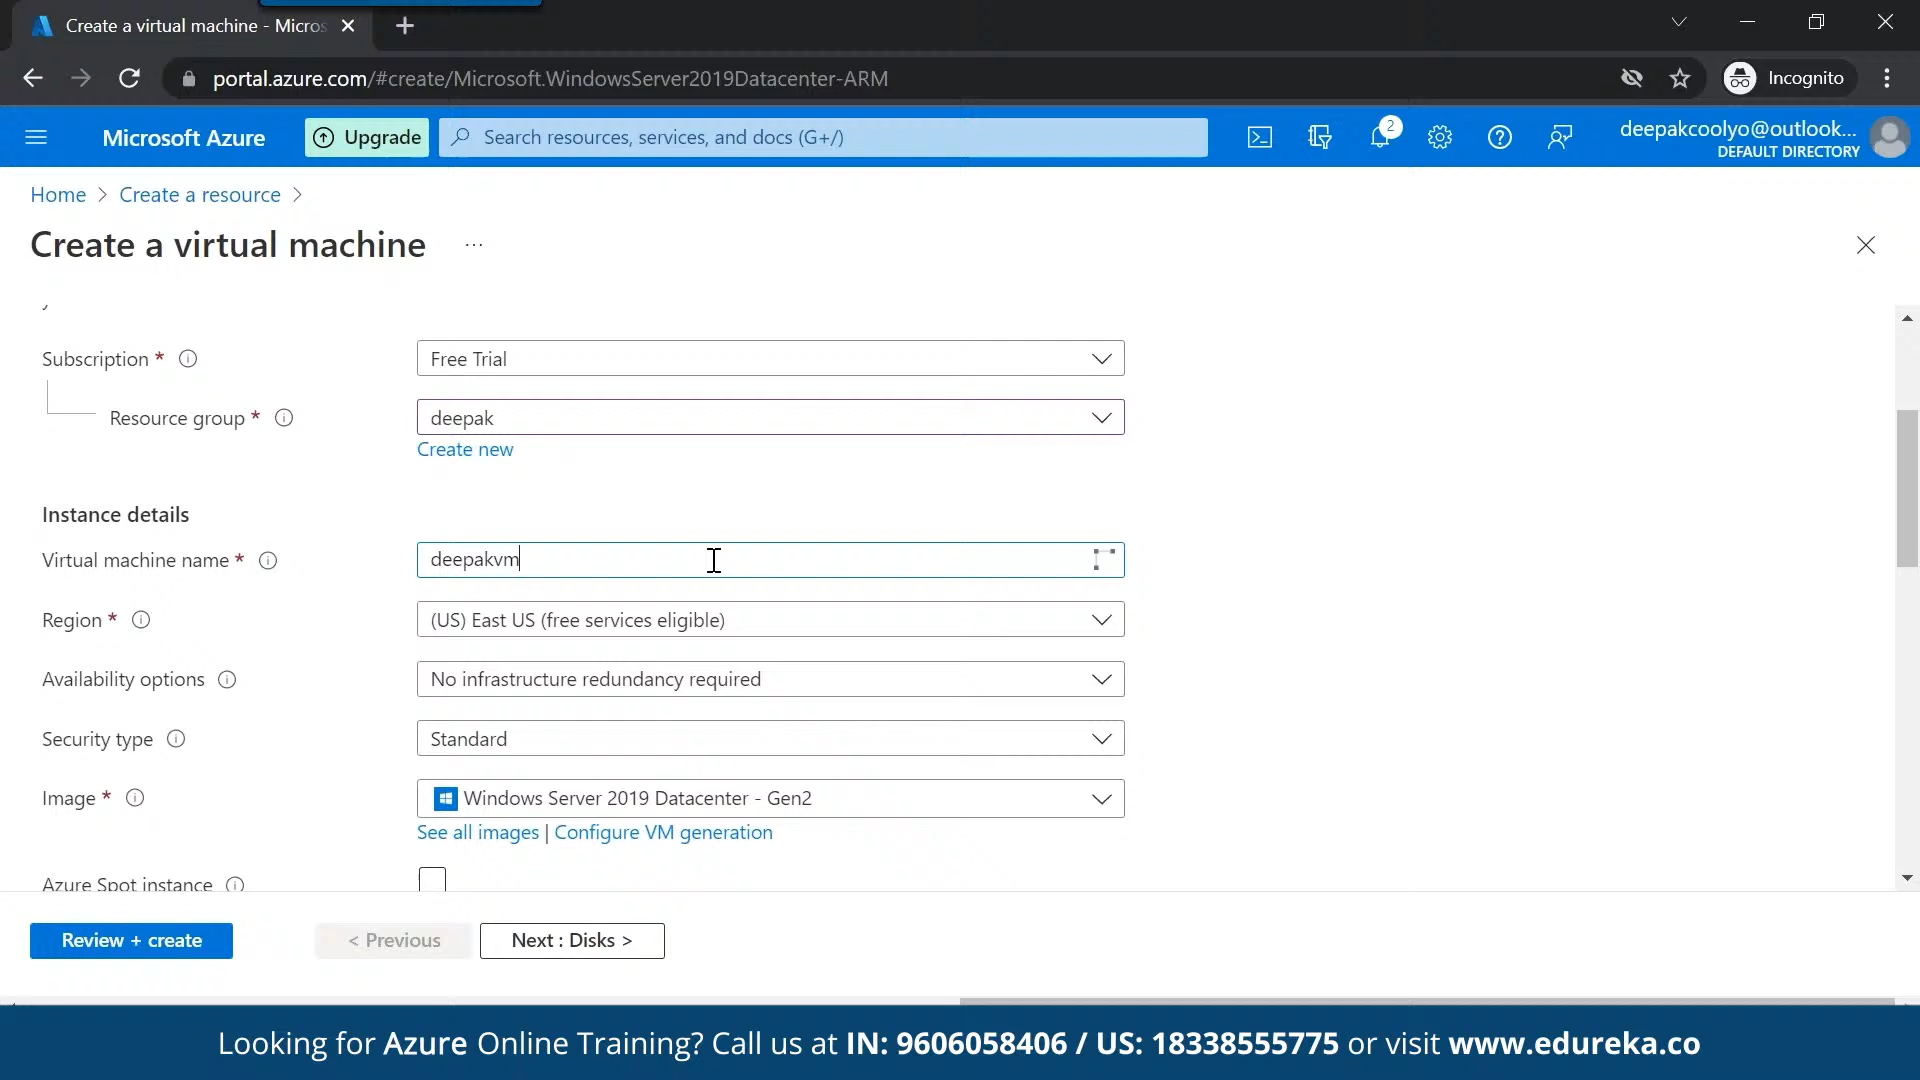 Create a virtual machine - Micros
portal.azure.com/#create/Microsoft.WindowsServer2019Datacenter-ARM
Incognito
Microsoft Azure
Upgrade
Search resources, services, and docs (G+/)
2
deepakcoolyo@outlook...
DEFAULT DIRECTORY
Home > Create a resource >
Create a virtual machine ...
Subscription *
Free Trial
Resource group *
deepak
Create new
Instance details
Virtual machine name *
deepakvm
Region *
(US) East US (free services eligible)
Availability options
No infrastructure redundancy required
Security type
Standard
Image *
Windows Server 2019 Datacenter - Gen2
See all images | Configure VM generation
Azure Spot instance
Review + create
< Previous
Next : Disks >
Looking for Azure Online Training? Call us at IN: 9606058406 / US: 18338555775 or visit www.edureka.co